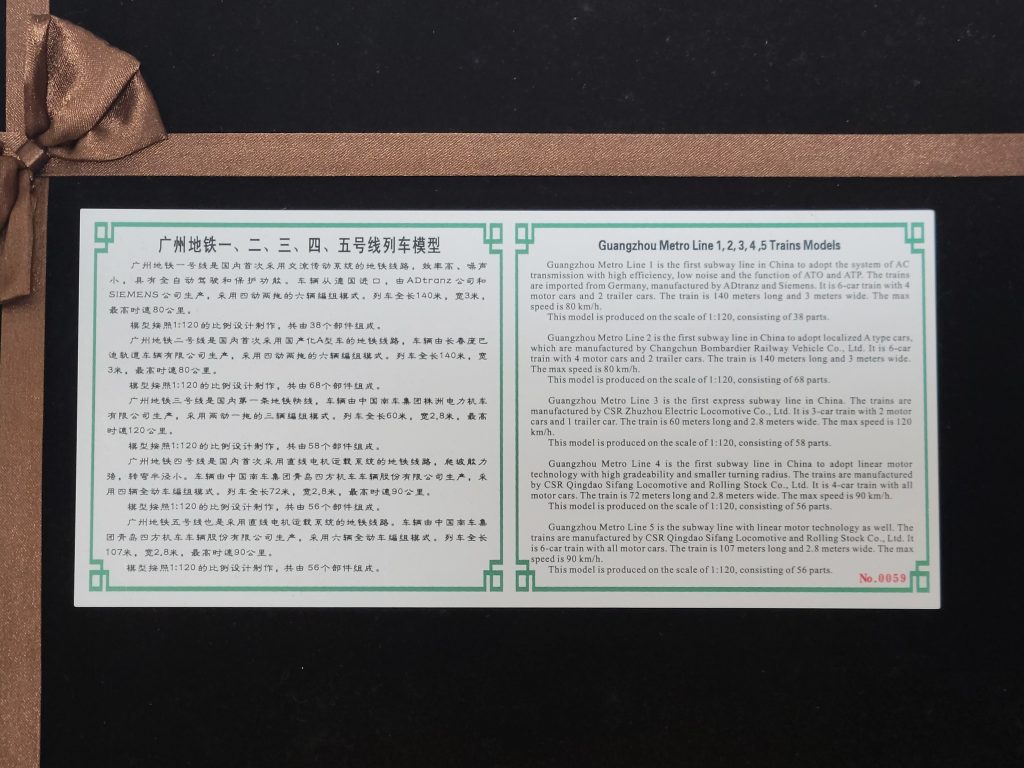 广州地铁一、二、三、四、五号线列车模型
广州地铁一号线是国内首次采用交流传动系统的地铁线路，效率高、噪声
小，具有全自动驾驶和保护功能。车辆从德国进口，由ADtranz公司和
SIEMENS公司生产，采用四动两拖的六辆编组模式。列车全长140米，宽3米，
最高时速80公里。
模型按照1:120的比例设计制作，共由38个部件组成。
广州地铁二号线是国内首次采用国产化A型车的地铁线路，车辆由长春庞巴
迪轨道车辆有限公司生产，采用四动两拖的六辆编组模式。列车全长140米，宽
3米，最高时速80公里。
模型按照1:120的比例设计制作，共由68个部件组成。
广州地铁三号线是国内第一条地铁快线，车辆由中国南车集团株洲电力机车
有限公司生产，采用两动一拖的三辆编组模式。列车全长60米，宽2,8米，最高
时速120公里。
模型按照1:120的比例设计制作，共由58个部件组成。
广州地铁四号线是国内首次采用直线电机运载系统的地铁线路，爬坡能力
强，转弯半径小。车辆由中国南车集团青岛四方机车车辆股份有限公司生产，采
用四辆全动车编组模式。列车全长72米，宽2,8米，最高时速90公里。
模型按照1:120的比例设计制作，共由56个部件组成。
广州地铁五号线也是采用直线电机运载系统的地铁线路。车辆由中国南车集
团青岛四方机车车辆股份有限公司生产，采用六辆全动车编组模式。列车全长
107米，宽2,8米，最高时速90公里。
模型按照1:120的比例设计制作，共由56个部件组成。
Guangzhou Metro Line 1, 2, 3, 4 ,5 Trains Models
Guangzhou Metro Line 1 is the first subway line in China to adopt the system of AC
transmission with high efficiency, low noise and the function of ATO and ATP. The trains
are imported from Germany, manufactured by ADtranz and Siemens. It is 6-car train with 4
motor cars and 2 trailer cars. The train is 140 meters long and 3 meters wide. The max
speed is 80 km/h.
This model is produced on the scale of 1:120, consisting of 38 parts.
Guangzhou Metro Line 2 is the first subway line in China to adopt localized A type cars,
which are manufactured by Changchun Bombardier Railway Vehicle Co., Ltd. It is 6-car
train with 4 motor cars and 2 trailer cars. The train is 140 meters long and 3 meters wide.
The max speed is 80 km/h.
This model is produced on the scale of 1:120, consisting of 68 parts.
Guangzhou Metro Line 3 is the first express subway line in China. The trains are
manufactured by CSR Zhuzhou Electric Locomotive Co., Ltd. It is 3-car train with 2 motor
cars and 1 trailer car. The train is 60 meters long and 2.8 meters wide. The max speed is 120
km/h.
This model is produced on the scale of 1:120, consisting of 58 parts.
Guangzhou Metro Line 4 is the first subway line in China to adopt linear motor
technology with high gradeability and smaller turning radius. The trains are manufactured
by CSR Qingdao Sifang Locomotive and Rolling Stock Co., Ltd. It is 4-car train with all
motor cars. The train is 72 meters long and 2.8 meters wide. The max speed is 90 km/h.
This model is produced on the scale of 1:120, consisting of 56 parts.
Guangzhou Metro Line 5 is the subway line with linear motor technology as well. The
trains are manufactured by CSR Qingdao Sifang Locomotive and Rolling Stock Co., Ltd. It
is 6-car train with all motor cars. The train is 107 meters long and 2.8 meters wide. The max
speed is 90 km/h.
This model is produced on the scale of 1:120, consisting of 56 parts.
No.0059